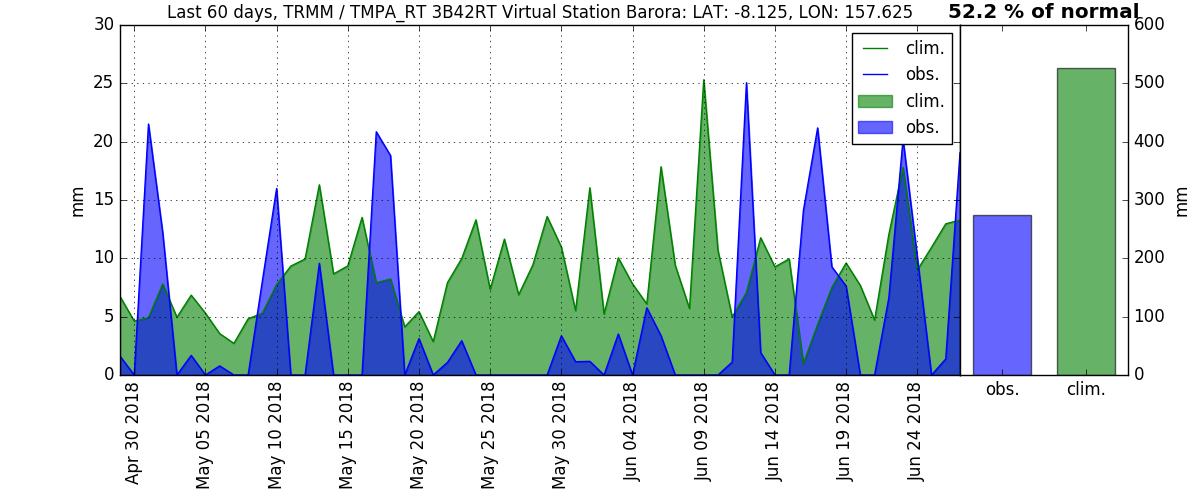 Last 60 days, TRMM / TMPA_RT 3B42RT Virtual Station Barora: LAT: -8.125, LON: 157.625
52.2 % of normal
30
25
20
15
10
5
0
mm
clim.
obs.
clim.
obs.
600
500
400
300
200
100
0
mm
Apr 30 2018
May 05 2018
May 10 2018
May 15 2018
May 20 2018
May 25 2018
May 30 2018
Jun 04 2018
Jun 09 2018
Jun 14 2018
Jun 19 2018
Jun 24 2018
obs.
clim.